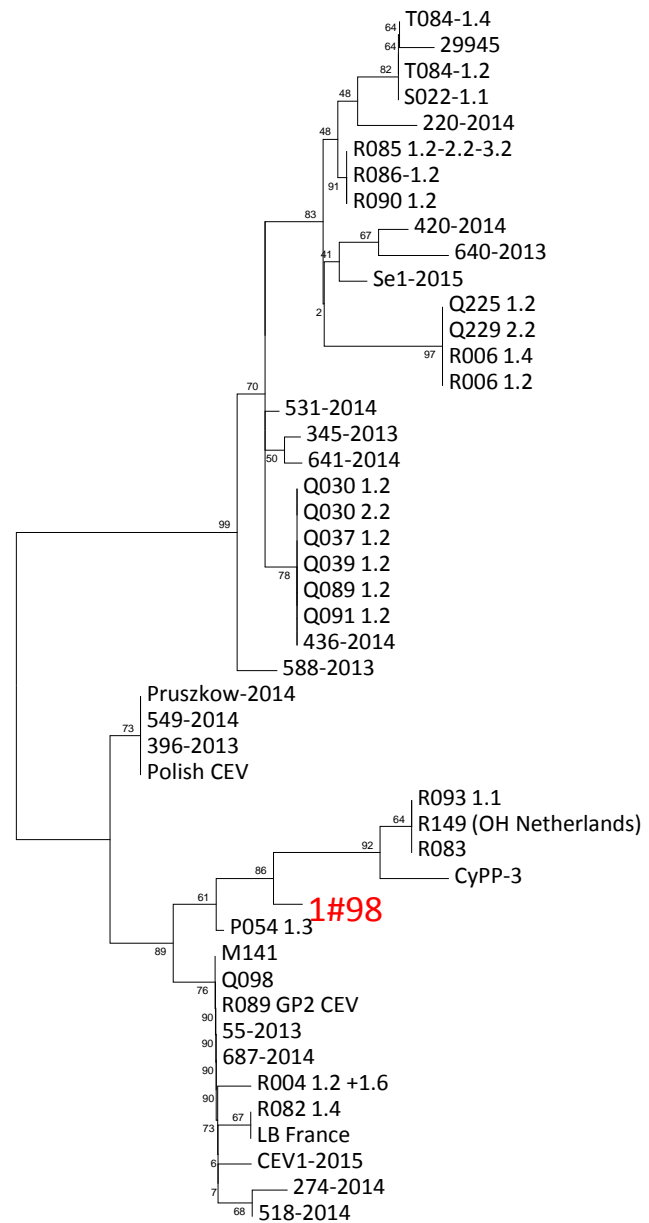 T084-1.4
64
64
29945
T084-1.2
82
S022-1.1
48
220-2014
48
R085 1.2-2.2-3.2
R086-1.2
91
R090 1.2
83
420-2014
67
640-2013
41
Se1-2015
Q225 1.2
2
Q229 2.2
97
R006 1.4
R006 1.2
70
531-2014
345-2013
50
641-2014
Q030 1.2
Q030 2.2
Q037 1.2
99
Q039 1.2
78
Q089 1.2
Q091 1.2
436-2014
588-2013
Pruszkow-2014
549-2014
73
396-2013
Polish CEV
R093 1.1
64
R149 (OH Netherlands)
R083
92
CyPP-3
86
61
1#98
P054 1.3
89
M141
Q098
76
R089 GP2 CEV
90
55-2013
90
687-2014
90
R004 1.2 +1.6
90
R082 1.4
67
73
LB France
6
CEV1-2015
7
274-2014
68
518-2014